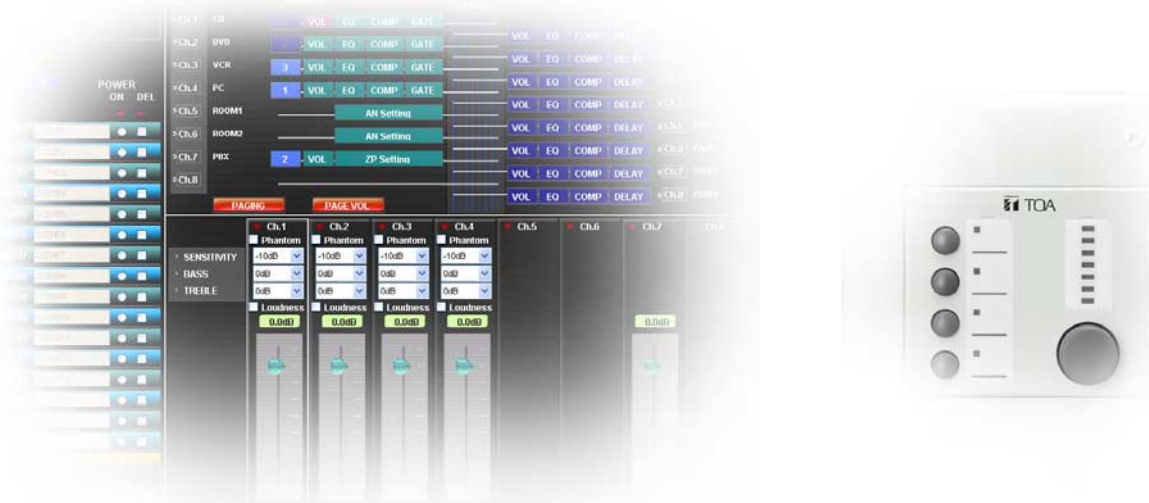 Ch.1 CD VOL EQ COMP GATE
Ch.2 DVD VOL EQ COMP GATE VOL EQ COMP DELAY
Ch.3 VCR 3 VOL EQ COMP GATE VOL EQ COMP DELAY
Ch.4 PC 1 VOL EQ COMP GATE VOL EQ COMP DELAY
POWER
ON DEL
Ch.5 ROOM1 AN Setting VOL EQ COMP DELAY
Ch.6 ROOM2 AN Setting VOL EQ COMP DELAY
Ch.7 PBX 2 VOL ZP Setting VOL EQ COMP DELAY
Ch.8 VOL EQ COMP DELAY
VOL EQ COMP DELAY
PAGING PAGE VOL
TOA
Ch.1 Ch.2 Ch.3 Ch.4 Ch.5 Ch.6 Ch.7
Phantom Phantom Phantom Phantom
SENSITIVITY -10dB -10dB -10dB -10dB
BASS 0dB 0dB 0dB 0dB
TREBLE 0dB 0dB 0dB 0dB
Loudness Loudness Loudness Loudness
0.0dB 0.0dB 0.0dB 0.0dB 0.0dB